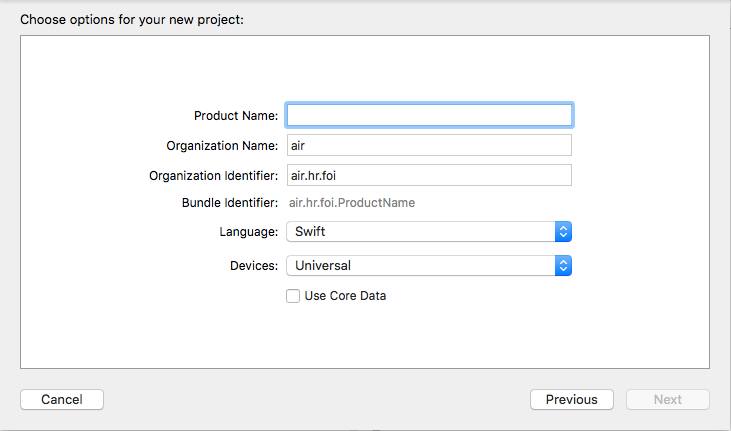 Choose options for your new project:
Product Name:
Organization Name: air
Organization Identifier: air.hr.foi
Bundle Identifier: air.hr.foi.ProductName
Language: Swift
Devices: Universal
Use Core Data
Cancel Previous Next